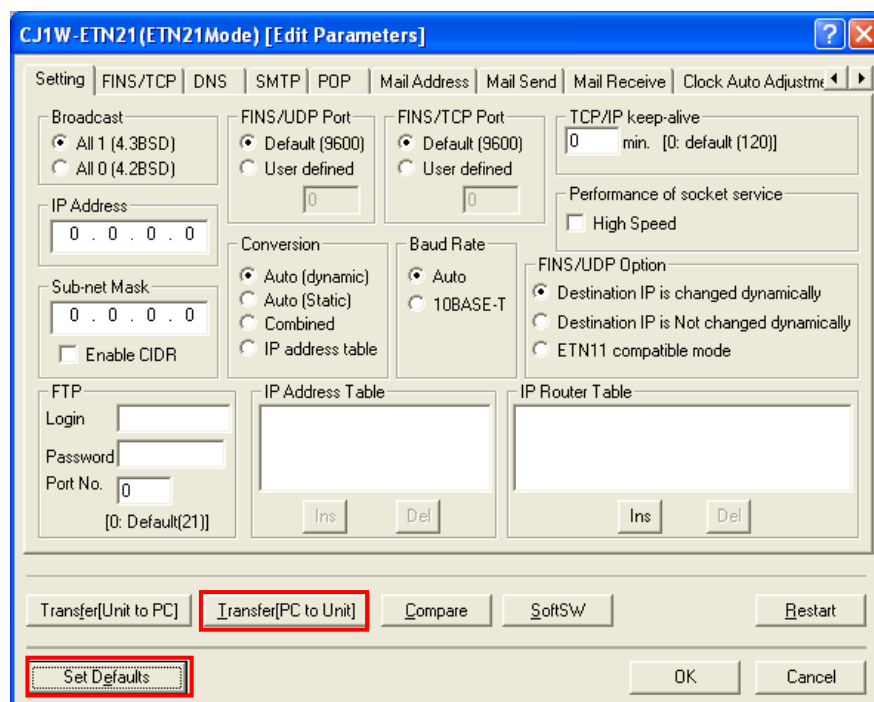 CJ1W-ETN21(ETN21Mode) [Edit Parameters]
Setting FINS/TCP DNS SMTP POP Mail Address Mail Send Mail Receive Clock Auto Adjustme
Broadcast
All 1 (4.3BSD)
All 0 (4.2BSD)
FINS/UDP Port
Default (9600)
User defined
0
FINS/TCP Port
Default (9600)
User defined
0
TCP/IP keep-alive
0 min. [0: default (120)]
Performance of socket service
High Speed
IP Address
0 . 0 . 0 . 0
Sub-net Mask
0 . 0 . 0 . 0
Enable CIDR
Conversion
Auto (dynamic)
Auto (Static)
Combined
IP address table
Baud Rate
Auto
10BASE-T
FINS/UDP Option
Destination IP is changed dynamically
Destination IP is Not changed dynamically
ETN11 compatible mode
FTP
Login
Password
Port No. 0
[0: Default(21)]
IP Address Table
Ins Del
IP Router Table
Ins Del
Transfer[Unit to PC] Transfer[PC to Unit] Compare SoftSW Restart
Set Defaults OK Cancel